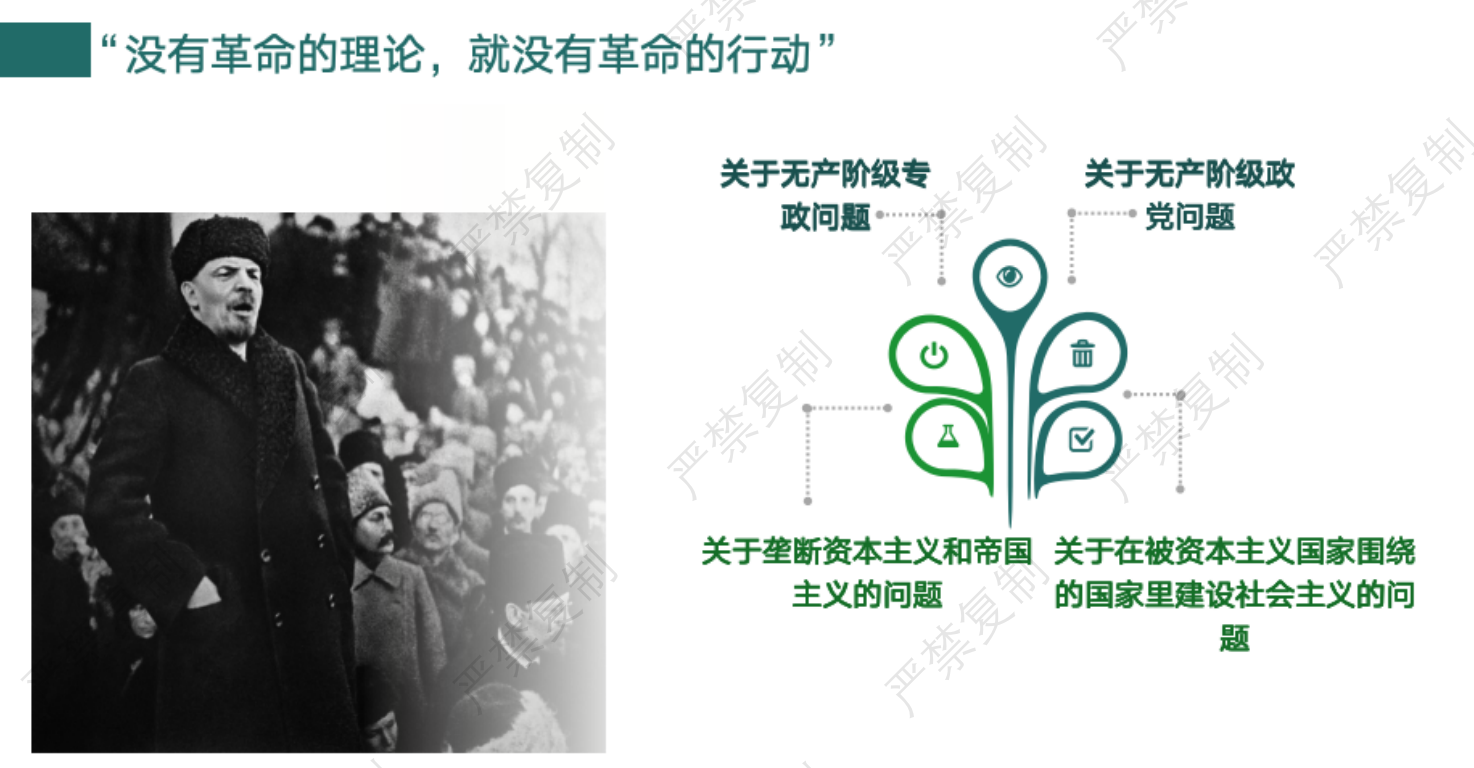 “没有革命的理论，就没有革命的行动”
关于无产阶级专
政问题
关于无产阶级政
党问题
关于垄断资本主义和帝国
主义的问题
关于在被资本主义国家围绕
的国家里建设社会主义的问
题
严禁复制
严禁复制
严禁复制
严禁复制
严禁复制
严禁复制
严禁复制
严禁复制